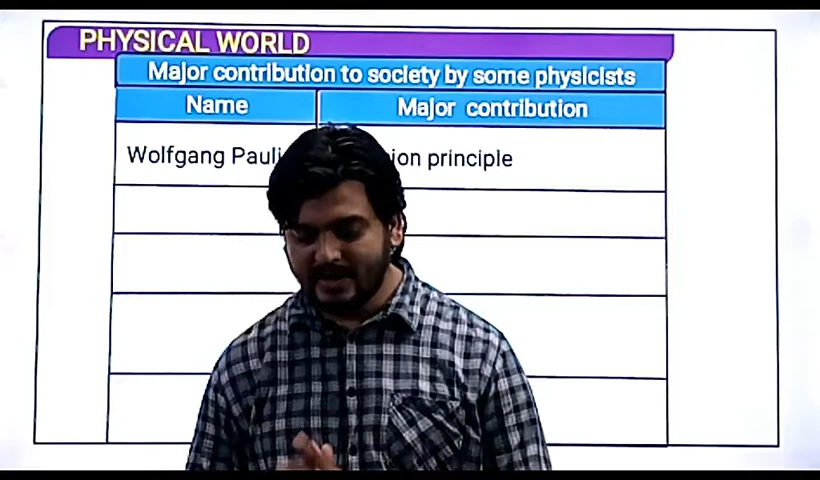 PHYSICAL WORLD
Major contribution to society by some physicists
Name Major contribution
Wolfgang Pauli ion principle